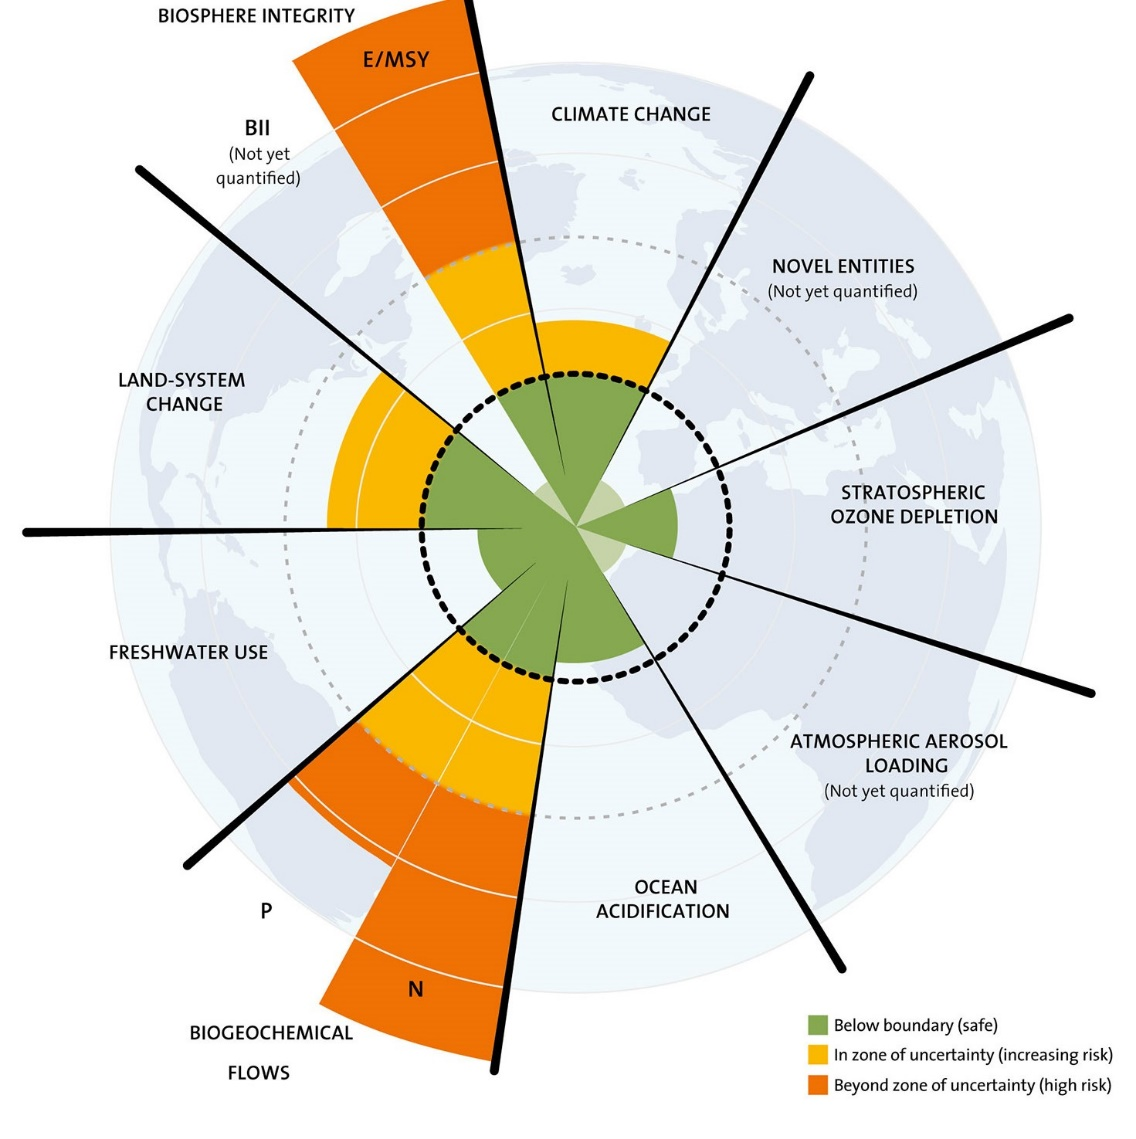 BIOSPHERE INTEGRITY
E/MSY
CLIMATE CHANGE
BII
(Not yet
quantified)
NOVEL ENTITIES
(Not yet quantified)
LAND-SYSTEM
CHANGE
STRATOSPHERIC
OZONE DEPLETION
FRESHWATER USE
ATMOSPHERIC AEROSOL
LOADING
(Not yet quantified)
OCEAN
ACIDIFICATION
P
N
BIOGEOCHEMICAL
FLOWS
Below boundary (safe)
In zone of uncertainty (increasing risk)
Beyond zone of uncertainty (high risk)